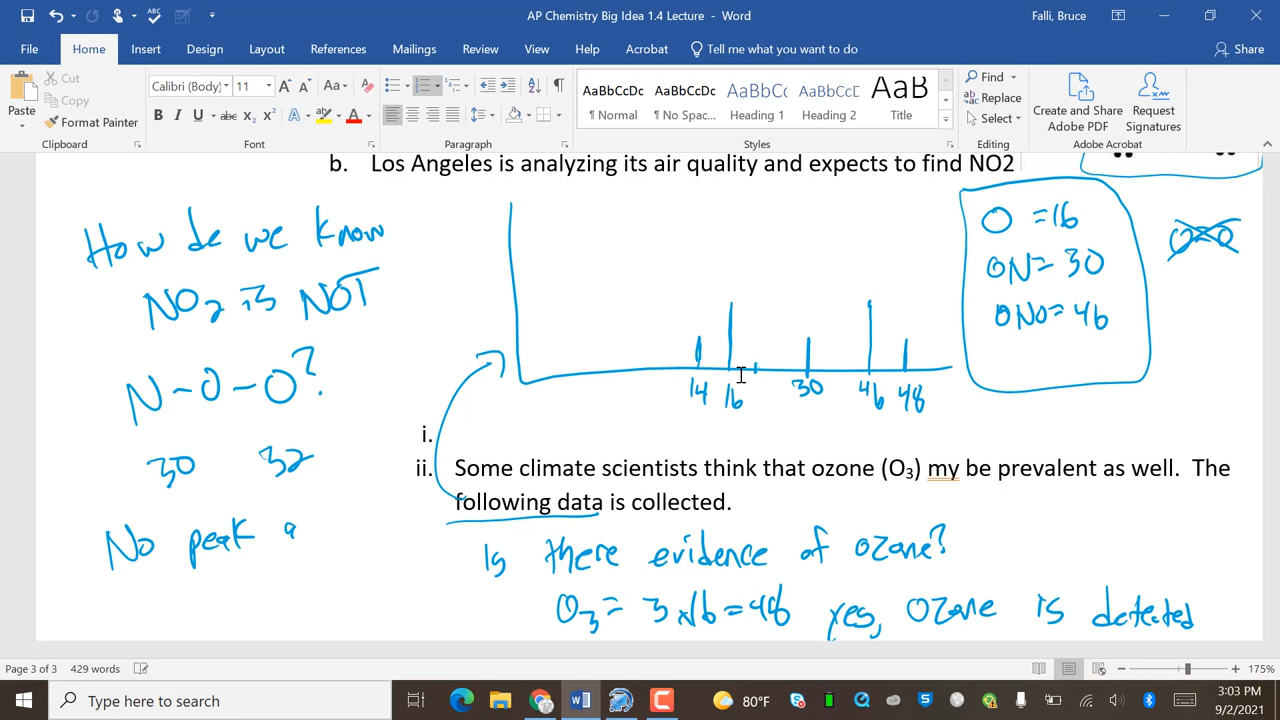 AP Chemistry Big Idea 1.4 Lecture - Word
Falli, Bruce
File Home Insert Design Layout References Mailings Review View Help Acrobat Tell me what you want to do Share
Paste
Cut
Copy
Format Painter
Clipboard
Calibri (Body) 11
B I U abc x₂ x² A A
Font
Paragraph
AaBbCcDc AaBbCcDc AaBbCc AaBbCcD AaB
¶ Normal ¶ No Spac... Heading 1 Heading 2 Title
Styles
Find
Replace
Select
Editing
Create and Share Adobe PDF
Request Signatures
Adobe Acrobat
b. Los Angeles is analyzing its air quality and expects to find NO2
How do we know
NO₂ is NOT
N-O-O?
30 32
No peak a
14 16 30 46 48
O = 16
ON = 30
ONO = 46
O=O
i.
ii. Some climate scientists think that ozone (O₃) my be prevalent as well. The
following data is collected.
Is there evidence of ozone?
O₃ = 3x16 = 48 yes, Ozone is detected
Page 3 of 3 429 words
175%
Type here to search
80°F
3:03 PM
9/2/2021